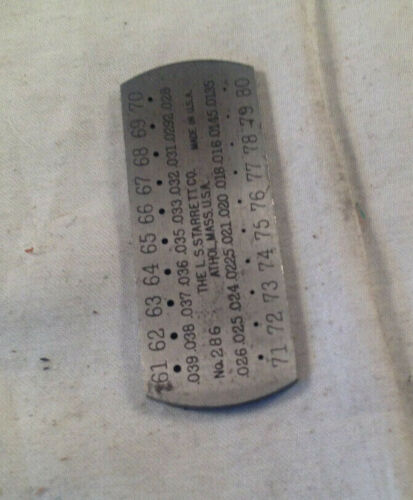 61 62 63 64 65 66 67 68 69 70
.039 .038 .037 .036 .035 .033 .032 .031 .0292 .028
THE L.S. STARRETT CO. MADE IN U.S.A.
No. 286 ATHOL, MASS. U.S.A.
.026 .025 .024 .0225 .021 .020 .018 .016 .0145 .0135
71 72 73 74 75 76 77 78 79 80